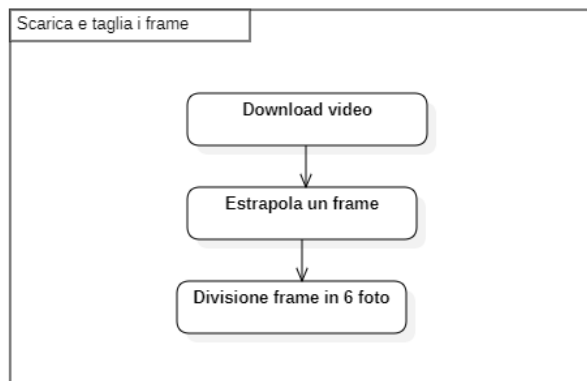 Scarica e taglia i frame
Download video
Estrapola un frame
Divisione frame in 6 foto